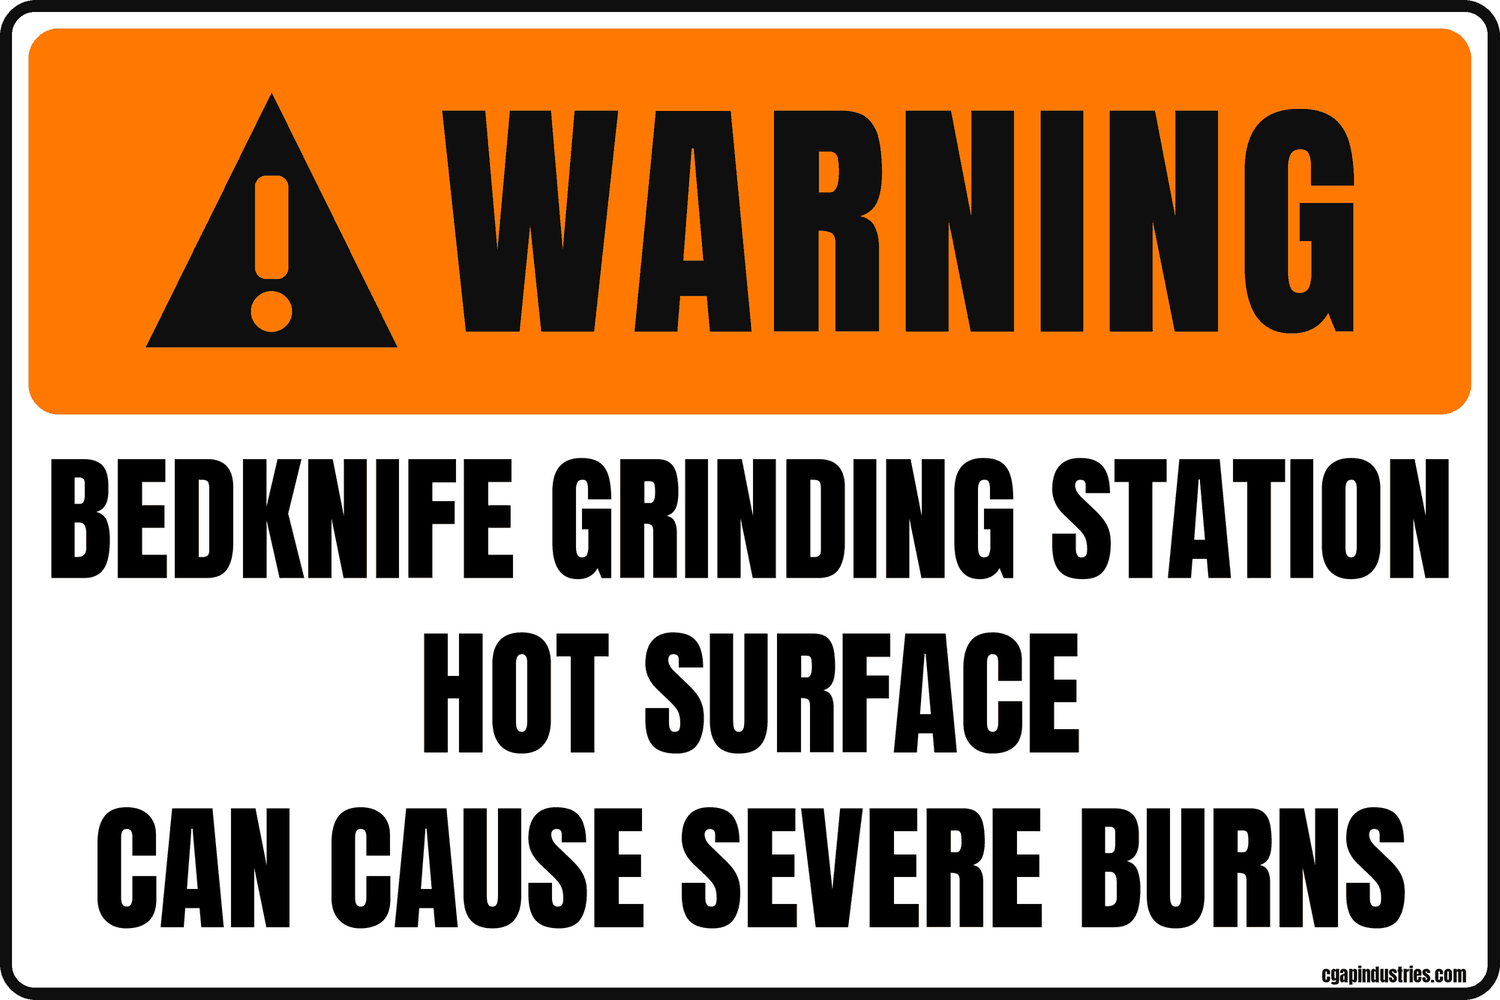 WARNING
BEDKNIFE GRINDING STATION
HOT SURFACE
CAN CAUSE SEVERE BURNS
cgapindustries.com